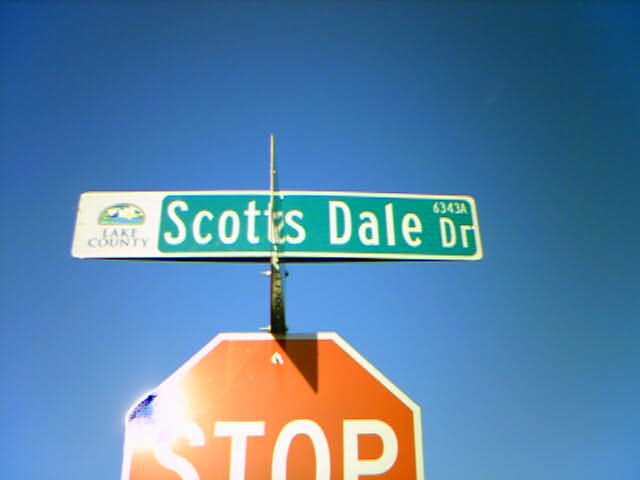 LAKE
COUNTY
Scotts Dale Dr
6343A
STOP